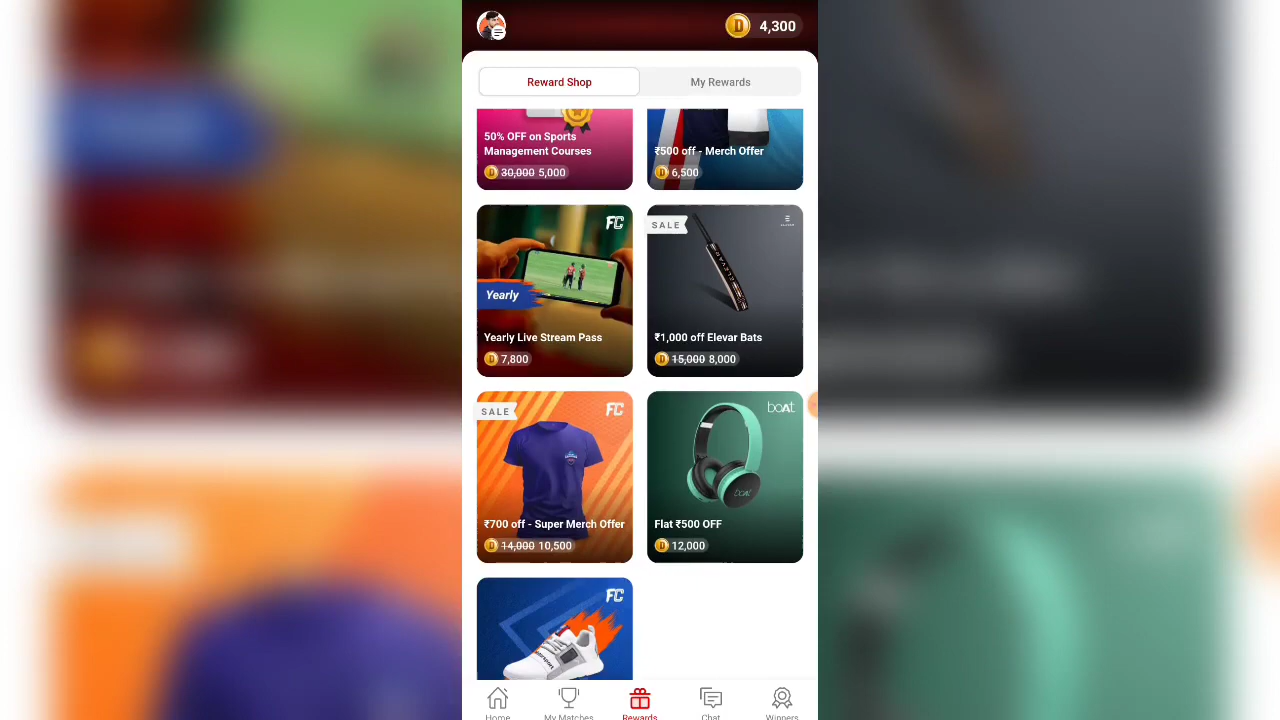 D 4,300
Reward Shop
My Rewards
50% OFF on Sports
Management Courses
D 30,000 5,000
₹500 off - Merch Offer
D 6,500
FC
Yearly
Yearly Live Stream Pass
D 7,800
SALE
ELEVAR
₹1,000 off Elevar Bats
D 15,000 8,000
SALE
FC
₹700 off - Super Merch Offer
D 14,000 10,500
boAt
boAt
Flat ₹500 OFF
D 12,000
FC
Home
My Matches
Rewards
Chat
Winners